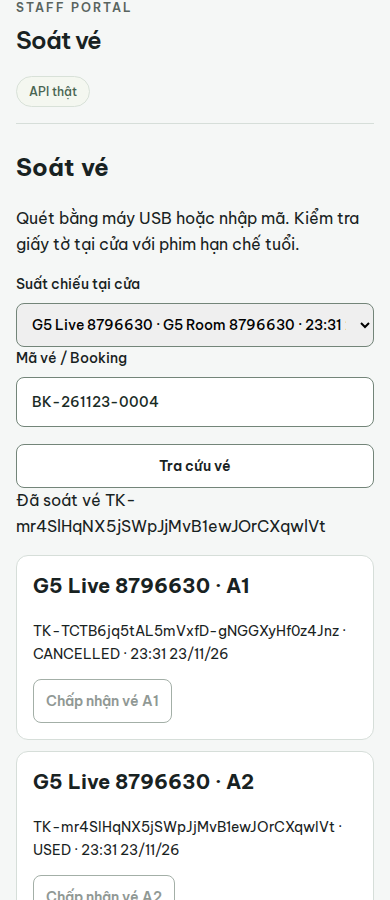 STAFF PORTAL
Soát vé
API thật
Soát vé
Quét bằng máy USB hoặc nhập mã. Kiểm tra
giấy tờ tại cửa với phim hạn chế tuổi.
Suất chiếu tại cửa
G5 Live 8796630 · G5 Room 8796630 · 23:31
Mã vé / Booking
BK-261123-0004
Tra cứu vé
Đã soát vé TK-
mr4SlHqNX5jSWpJjMvB1ewJOrCXqwlVt
G5 Live 8796630 · A1
TK-TCTB6jq5tAL5mVxfD-gNGGXyHf0z4Jnz ·
CANCELLED · 23:31 23/11/26
Chấp nhận vé A1
G5 Live 8796630 · A2
TK-mr4SlHqNX5jSWpJjMvB1ewJOrCXqwlVt ·
USED · 23:31 23/11/26
Chấp nhận vé A2